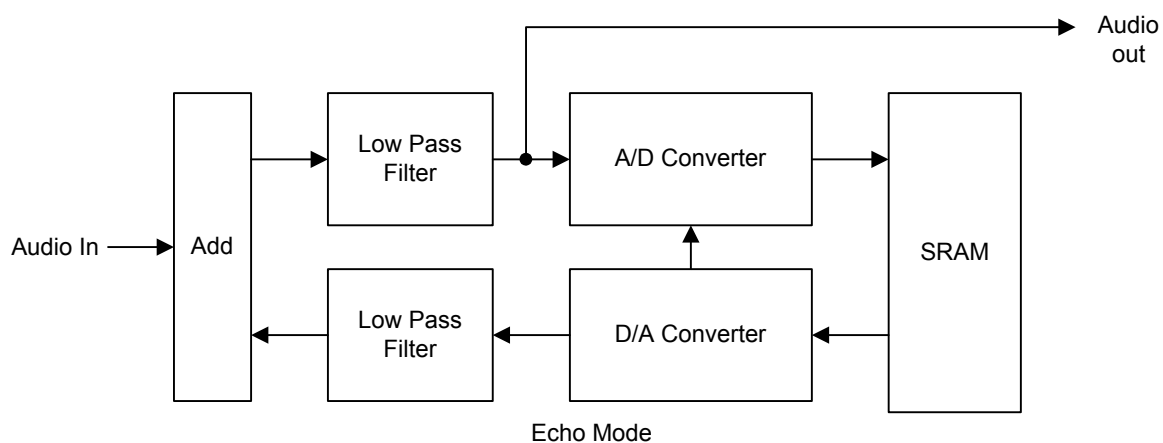 Audio
out
Low Pass
Filter
A/D Converter
Audio In
Add
SRAM
Low Pass
Filter
D/A Converter
Echo Mode